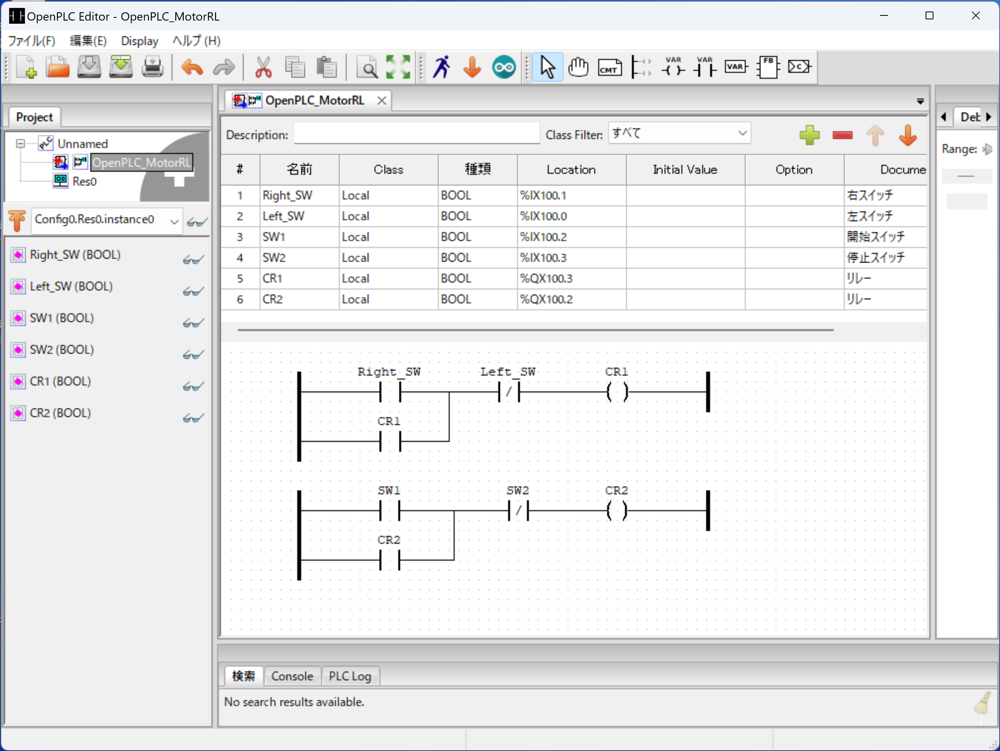 OpenPLC Editor - OpenPLC_MotorRL
ファイル(F) 編集(E) Display ヘルプ (H)
CMT VAR VAR VAR FB C
Project
Unnamed
OpenPLC_MotorRL
Res0
Config0.Res0.instance0
Right_SW (BOOL)
Left_SW (BOOL)
SW1 (BOOL)
SW2 (BOOL)
CR1 (BOOL)
CR2 (BOOL)
OpenPLC_MotorRL
Description: Class Filter: すべて
# 名前 Class 種類 Location Initial Value Option Docume
1 Right_SW Local BOOL %IX100.1 右スイッチ
2 Left_SW Local BOOL %IX100.0 左スイッチ
3 SW1 Local BOOL %IX100.2 開始スイッチ
4 SW2 Local BOOL %IX100.3 停止スイッチ
5 CR1 Local BOOL %QX100.3 リレー
6 CR2 Local BOOL %QX100.2 リレー
Right_SW Left_SW CR1
CR1
SW1 SW2 CR2
CR2
Deb
Range:
検索 Console PLC Log
No search results available.